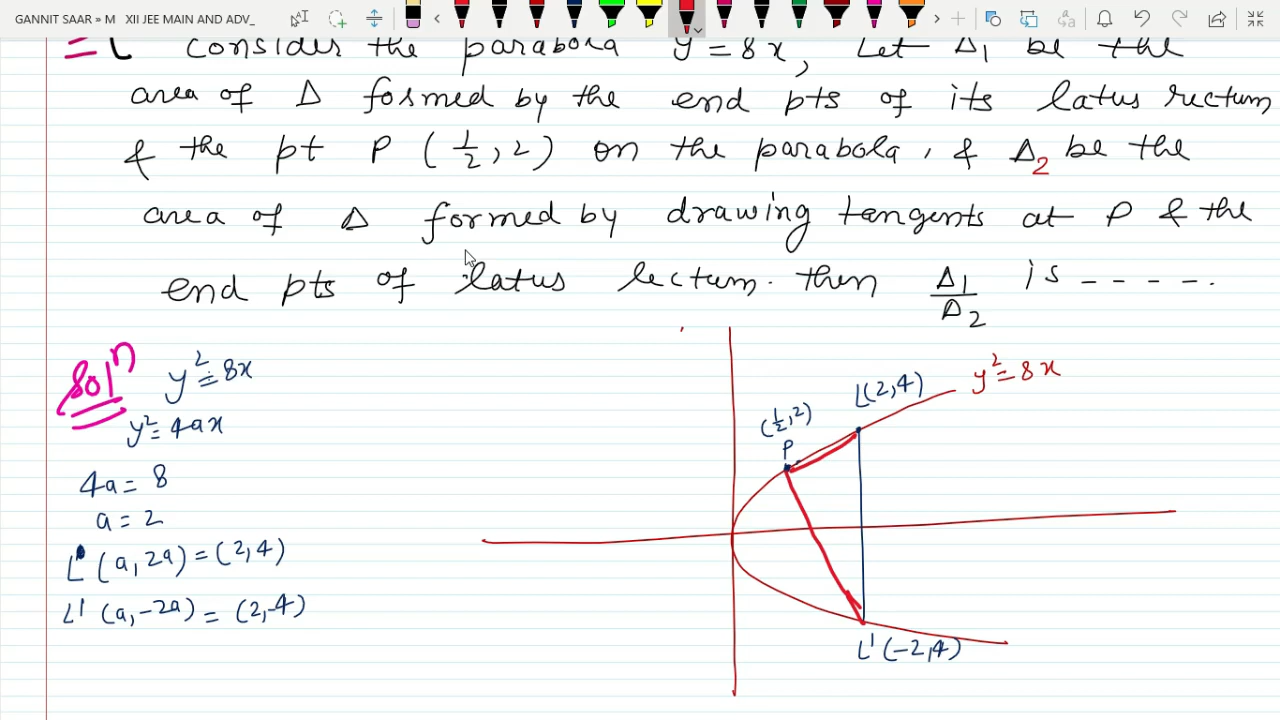 GANNIT SAAR » M XII JEE MAIN AND ADV_
Consider the parabola y = 8x, Let Δ1 be the
area of Δ formed by the end pts of its latus rectum
& the pt P (1/2, 2) on the parabola, & Δ2 be the
area of Δ formed by drawing tangents at P & the
end pts of latus lectum. then Δ1/Δ2 is - - - - .
Solⁿ
y² = 8x
y² = 4ax
4a = 8
a = 2
L (a, 2a) = (2, 4)
L' (a, -2a) = (2, -4)
y² = 8x
L(2, 4)
(1/2, 2)
P
L' (-2, 4)